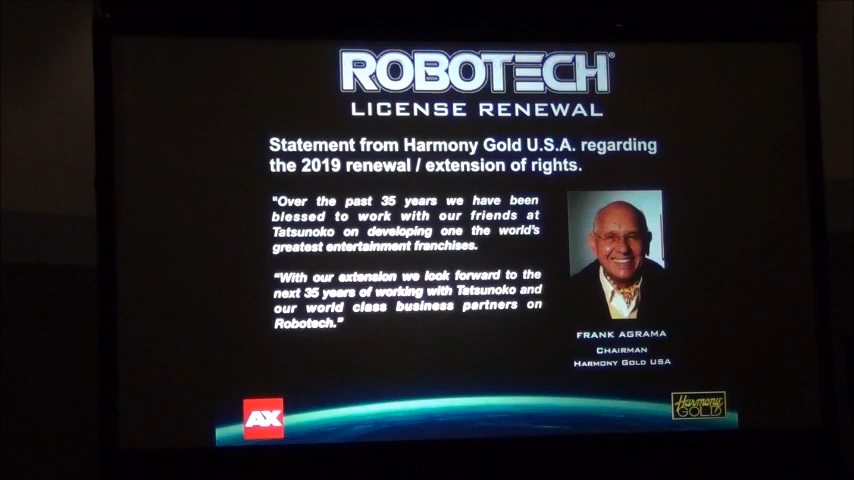 ROBOTECH®
LICENSE RENEWAL
Statement from Harmony Gold U.S.A. regarding
the 2019 renewal / extension of rights.
"Over the past 35 years we have been
blessed to work with our friends at
Tatsunoko on developing one the world's
greatest entertainment franchises.
"With our extension we look forward to the
next 35 years of working with Tatsunoko and
our world class business partners on
Robotech."
FRANK AGRAMA
CHAIRMAN
HARMONY GOLD USA
AX
Harmony
GOLD